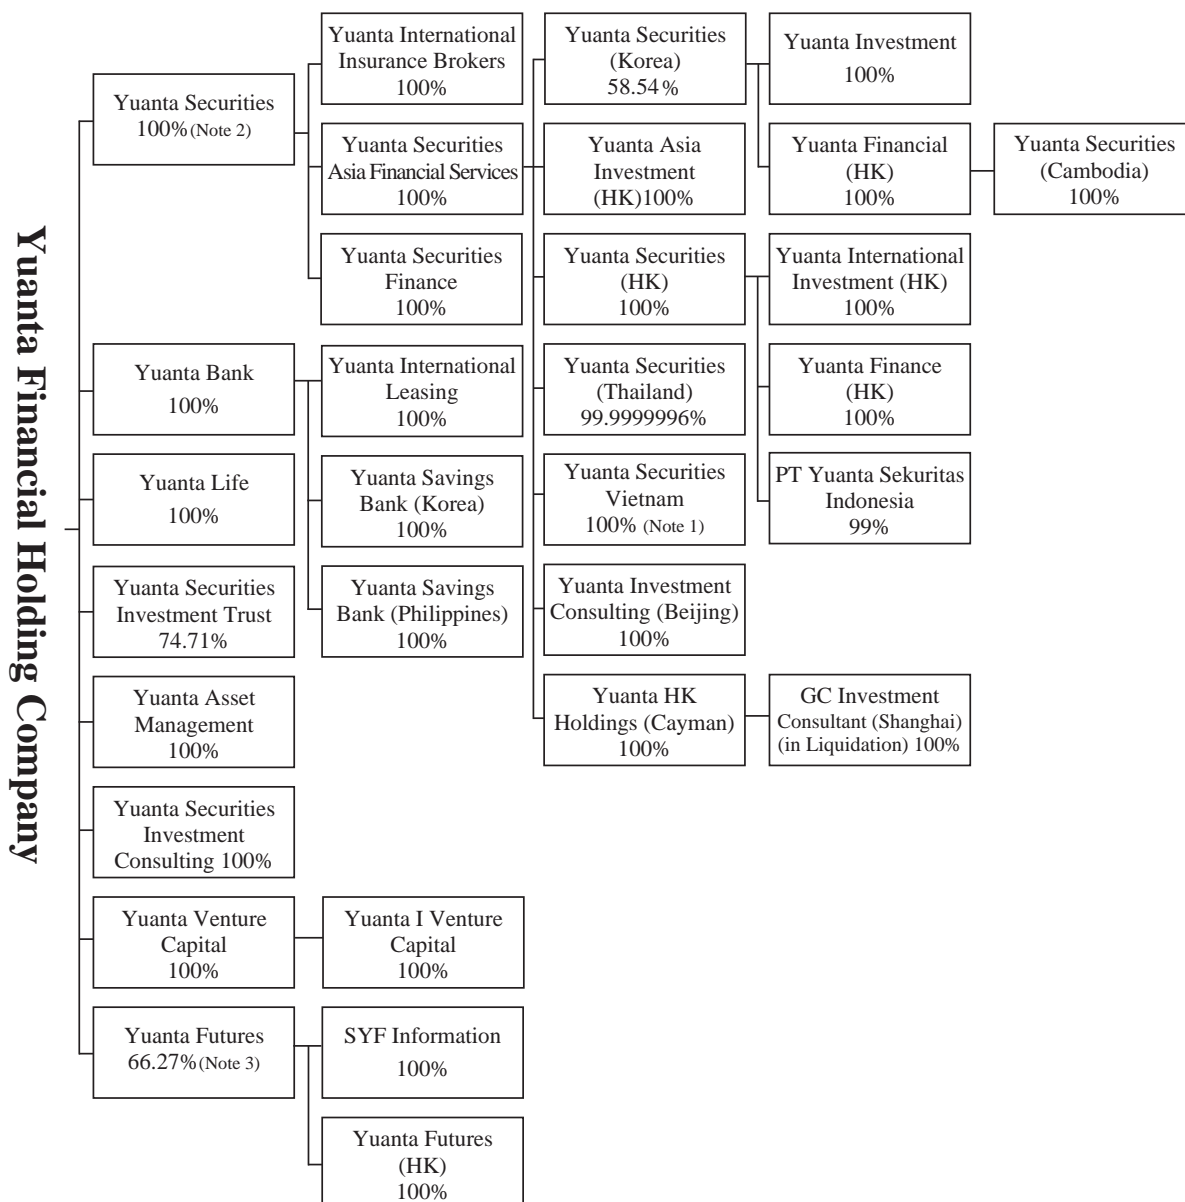 Yuanta Financial Holding Company
Yuanta Securities
100% (Note 2)
Yuanta International
Insurance Brokers
100%
Yuanta Securities
Asia Financial Services
100%
Yuanta Securities
(Korea)
58.54%
Yuanta Investment
100%
Yuanta Financial
(HK)
100%
Yuanta Securities
(Cambodia)
100%
Yuanta Asia
Investment
(HK)100%
Yuanta Securities
(HK)
100%
Yuanta International
Investment (HK)
100%
Yuanta Finance
(HK)
100%
PT Yuanta Sekuritas
Indonesia
99%
Yuanta Securities
(Thailand)
99.9999996%
Yuanta Securities
Vietnam
100% (Note 1)
Yuanta Investment
Consulting (Beijing)
100%
Yuanta HK
Holdings (Cayman)
100%
GC Investment
Consultant (Shanghai)
(in Liquidation) 100%
Yuanta Securities
Finance
100%
Yuanta Bank
100%
Yuanta International
Leasing
100%
Yuanta Savings
Bank (Korea)
100%
Yuanta Savings
Bank (Philippines)
100%
Yuanta Life
100%
Yuanta Securities
Investment Trust
74.71%
Yuanta Asset
Management
100%
Yuanta Securities
Investment
Consulting 100%
Yuanta Venture
Capital
100%
Yuanta I Venture
Capital
100%
Yuanta Futures
66.27% (Note 3)
SYF Information
100%
Yuanta Futures
(HK)
100%